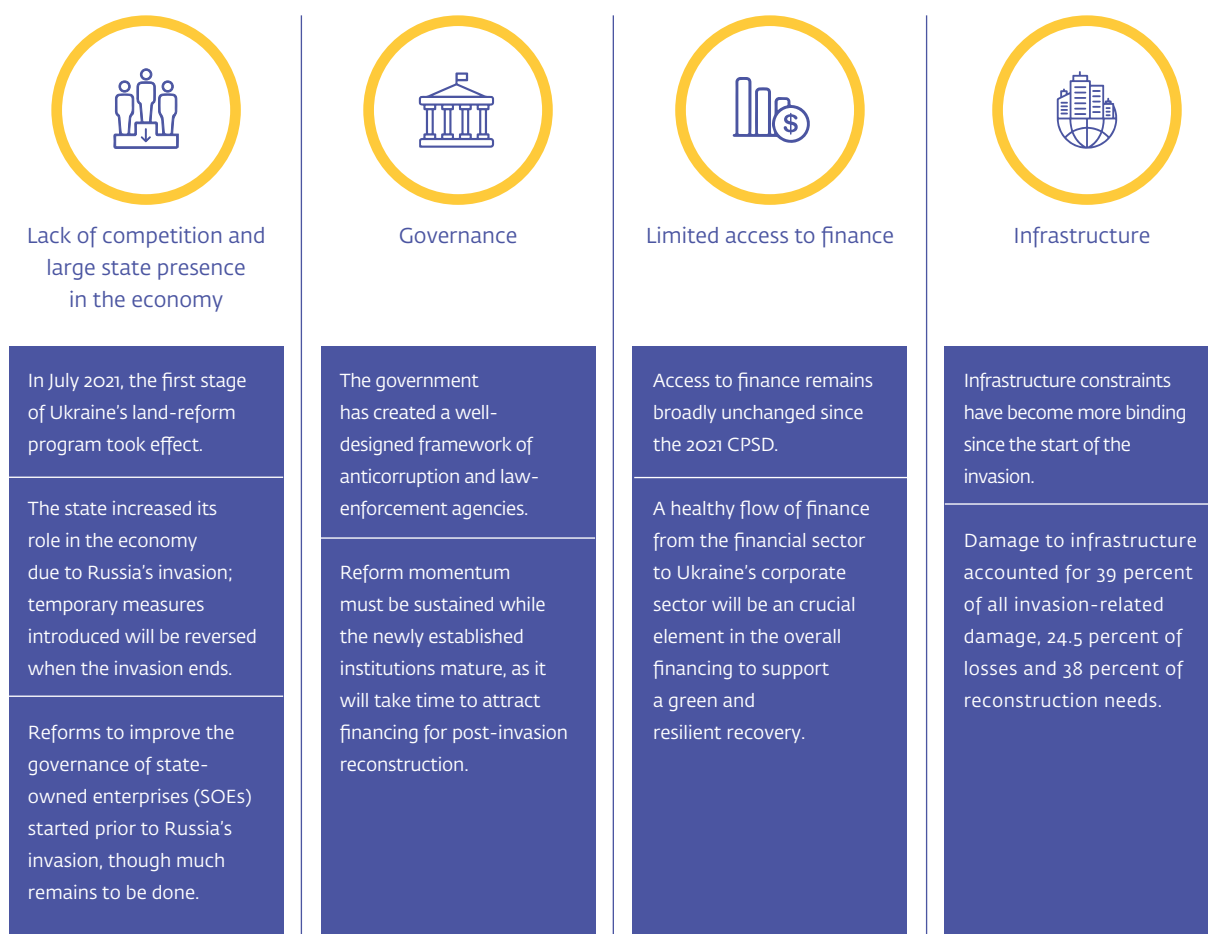 $
Lack of competition and
large state presence
in the economy
In July 2021, the first stage
of Ukraine's land-reform
program took effect.
The state increased its
role in the economy
due to Russia's invasion;
temporary measures
introduced will be reversed
when the invasion ends.
Reforms to improve the
governance of state-
owned enterprises (SOEs)
started prior to Russia's
invasion, though much
remains to be done.
Governance
The government
has created a well-
designed framework of
anticorruption and law-
enforcement agencies.
Reform momentum
must be sustained while
the newly established
institutions mature, as it
will take time to attract
financing for post-invasion
reconstruction.
Limited access to finance
Access to finance remains
broadly unchanged since
the 2021 CPSD.
A healthy flow of finance
from the financial sector
to Ukraine's corporate
sector will be an crucial
element in the overall
financing to support
a green and
resilient recovery.
Infrastructure
Infrastructure constraints
have become more binding
since the start of the
invasion.
Damage to infrastructure
accounted for 39 percent
of all invasion-related
damage, 24.5 percent of
losses and 38 percent of
reconstruction needs.